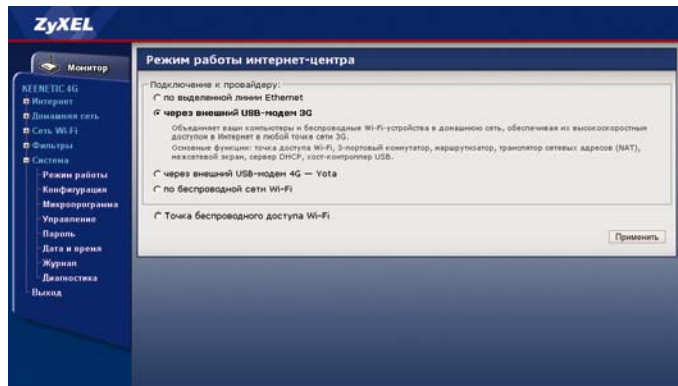 ZyXEL
Монитор
KEENETIC 4G
Интернет
Домашняя сеть
Сеть Wi-Fi
Фильтры
Система
Режим работы
Конфигурация
Микропрограмма
Управление
Пароль
Дата и время
Журнал
Диагностика
Выход
Режим работы интернет-центра
Подключение к провайдеру:
по выделенной линии Ethernet
через внешний USB-модем 3G
Объединяет ваши компьютеры и беспроводные Wi-Fi-устройства в домашнюю сеть, обеспечивая их высокоскоростным
доступом в Интернет в любой точке сети 3G.
Основные функции: точка доступа Wi-Fi, 3-портовый коммутатор, маршрутизатор, транслятор сетевых адресов (NAT),
межсетевой экран, сервер DHCP, хост-контроллер USB.
через внешний USB-модем 4G — Yota
по беспроводной сети Wi-Fi
Точка беспроводного доступа Wi-Fi
Применить